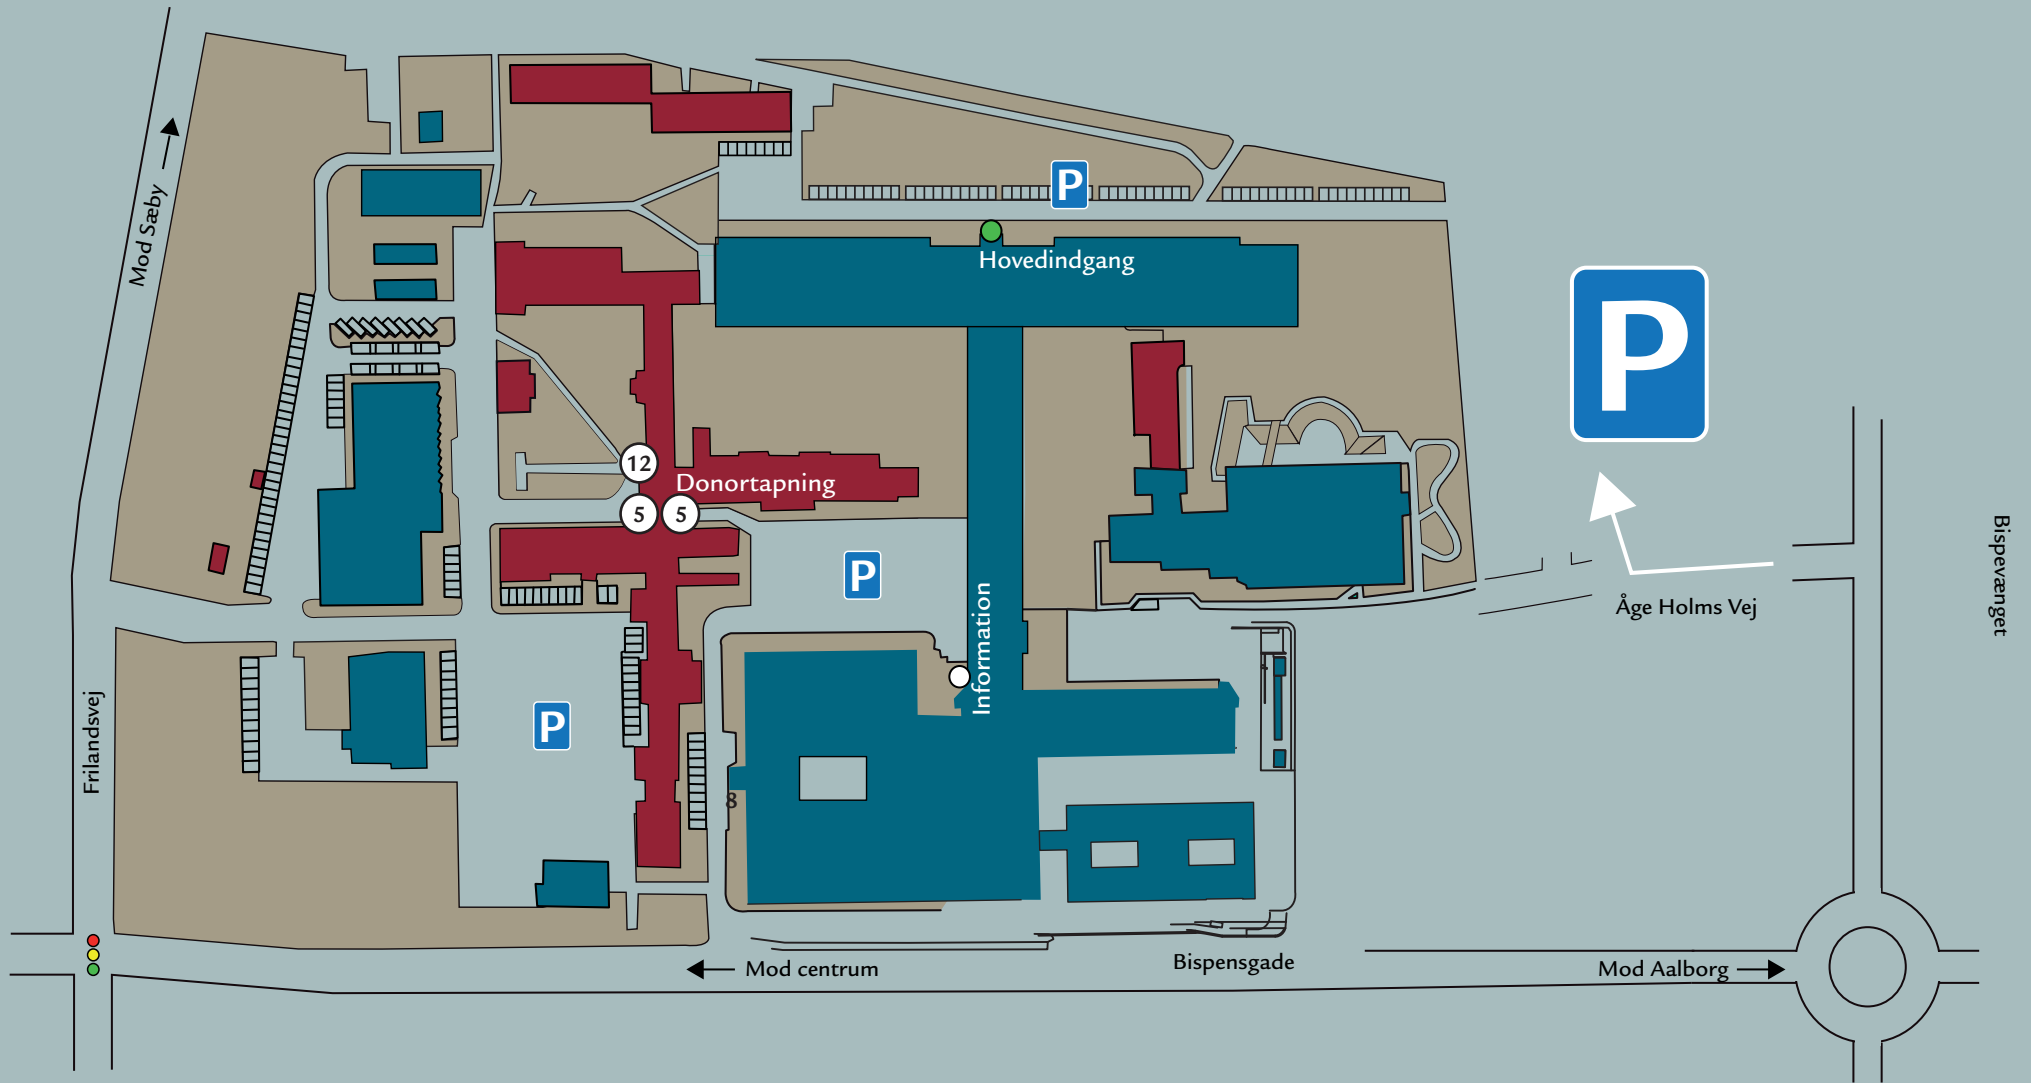 P
Mod Sæby
Hovedindgang
P
12
Donortapning
5
5
P
Information
Åge Holms Vej
Bispevænget
Frilandsvej
P
8
Mod centrum
Bispensgade
Mod Aalborg